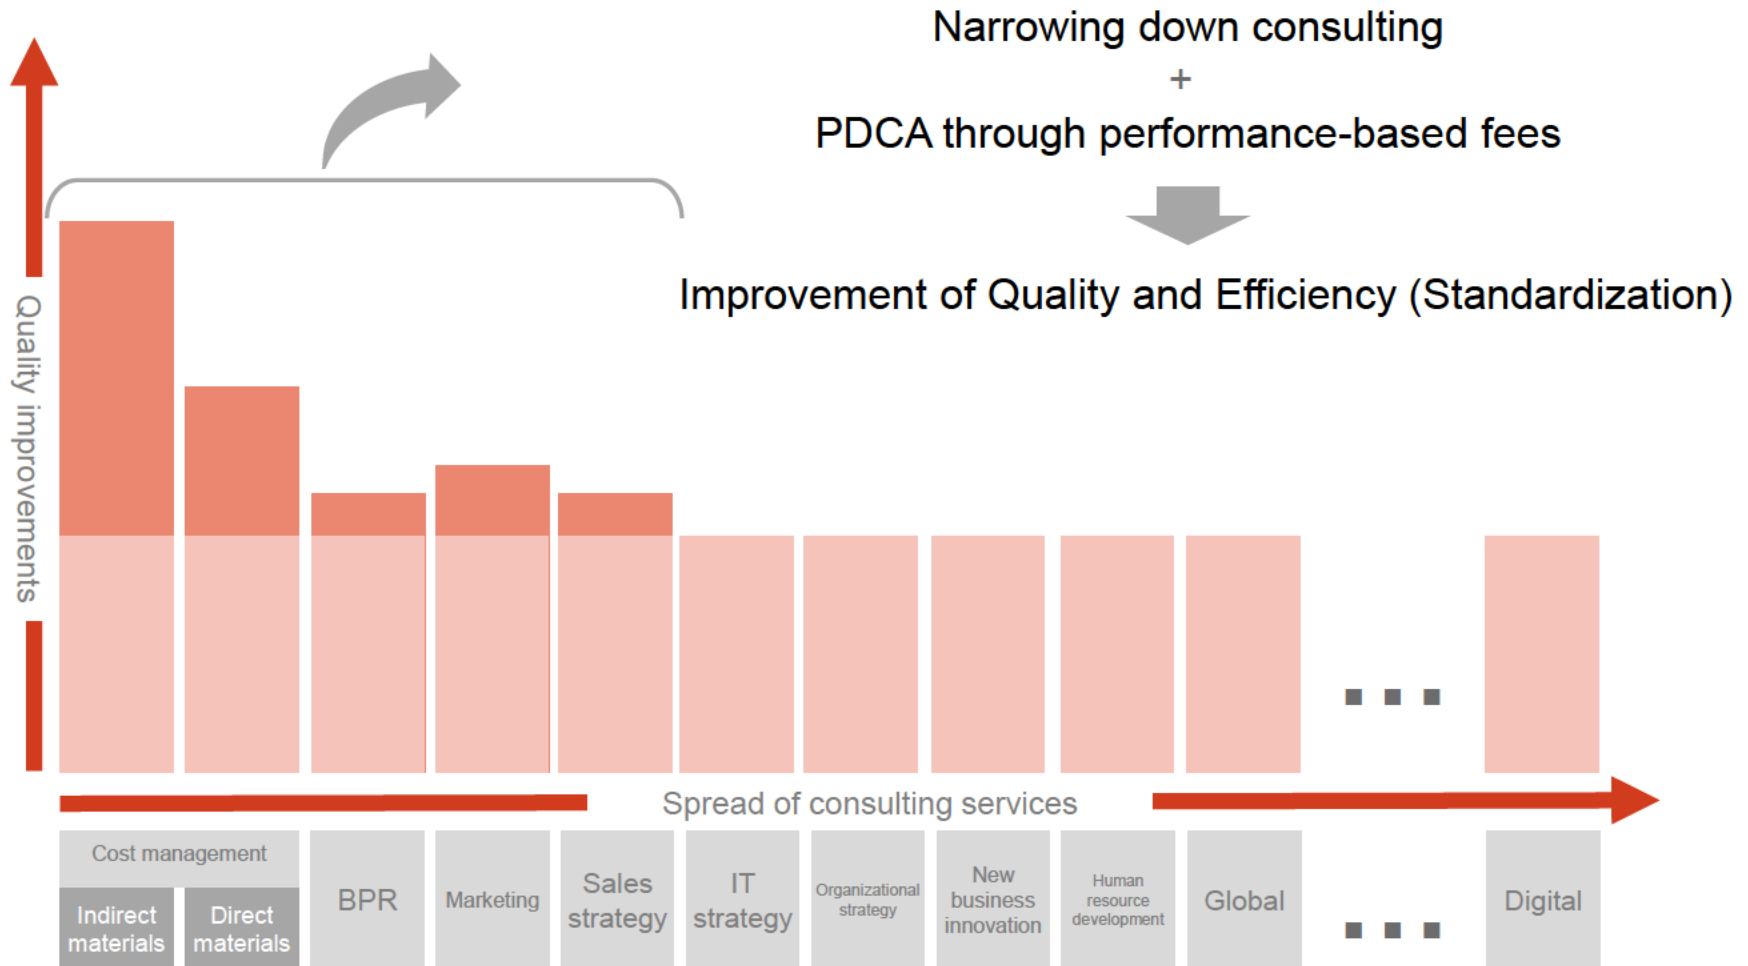 Narrowing down consulting
+
PDCA through performance-based fees
Improvement of Quality and Efficiency (Standardization)
Quality improvements
Spread of consulting services
Cost management
Indirect
materials
Direct
materials
BPR
Marketing
Sales
strategy
IT
strategy
Organizational
strategy
New
business
innovation
Human
resource
development
Global
Digital